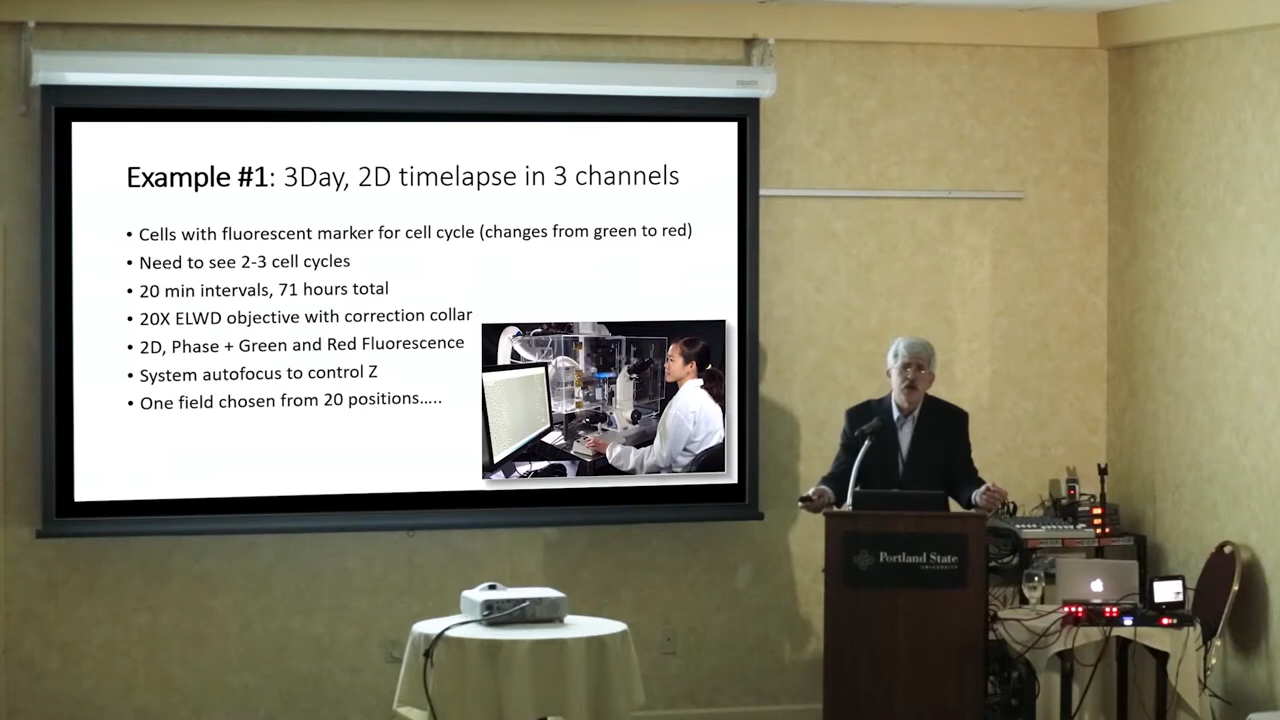 Example #1: 3Day, 2D timelapse in 3 channels
• Cells with fluorescent marker for cell cycle (changes from green to red)
• Need to see 2-3 cell cycles
• 20 min intervals, 71 hours total
• 20X ELWD objective with correction collar
• 2D, Phase + Green and Red Fluorescence
• System autofocus to control Z
• One field chosen from 20 positions.....
Portland State
UNIVERSITY